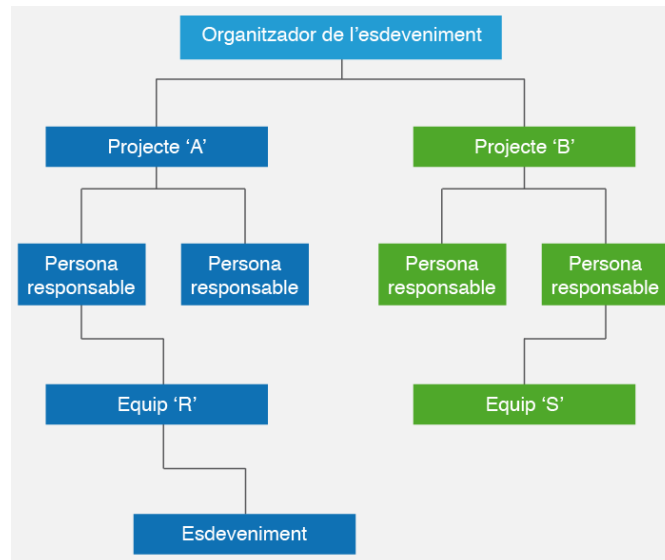 Organitzador de l’esdeveniment
Projecte ‘A’
Projecte ‘B’
Persona
responsable
Persona
responsable
Persona
responsable
Persona
responsable
Equip ‘R’
Equip ‘S’
Esdeveniment